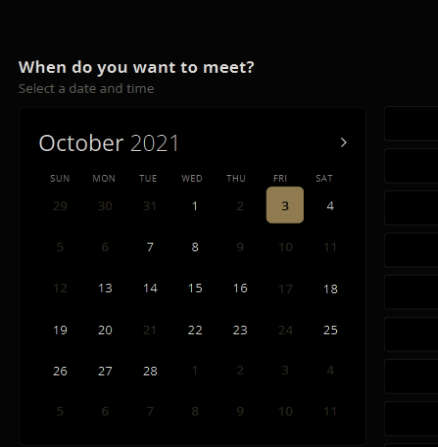 When do you want to meet?
Select a date and time
October 2021 >
SUN MON TUE WED THU FRI SAT
29 30 31 1 2 3 4
5 6 7 8 9 10 11
12 13 14 15 16 17 18
19 20 21 22 23 24 25
26 27 28 1 2 3 4
5 6 7 8 9 10 11